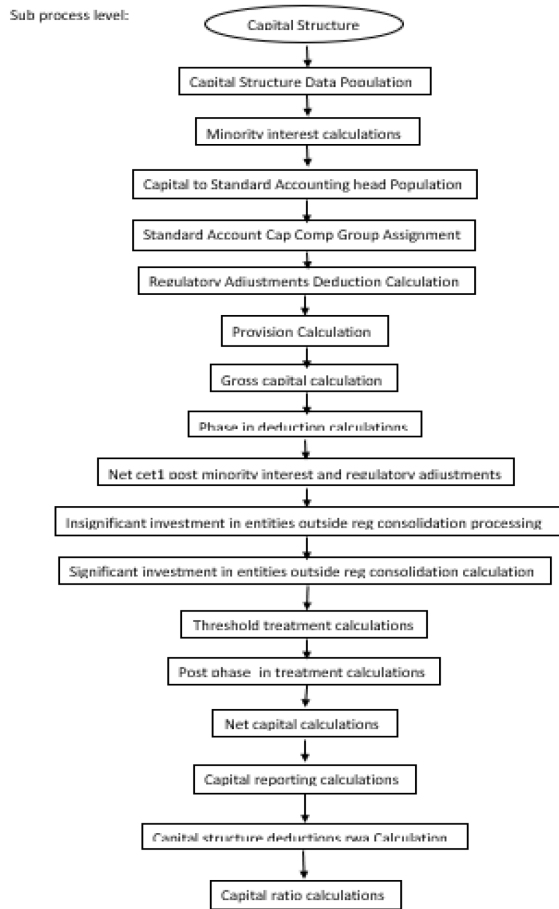 Sub process level:
Capital Structure
Capital Structure Data Population
Minority interest calculations
Capital to Standard Accounting head Population
Standard Account Cap Comp Group Assignment
Regulatory Adjustments Deduction Calculation
Provision Calculation
Gross capital calculation
Phase in deduction calculations
Net cet1 post minority interest and regulatory adjustments
Insignificant investment in entities outside reg consolidation processing
Significant investment in entities outside reg consolidation calculation
Threshold treatment calculations
Post phase in treatment calculations
Net capital calculations
Capital reporting calculations
Capital structure deductions rwa Calculation
Capital ratio calculations